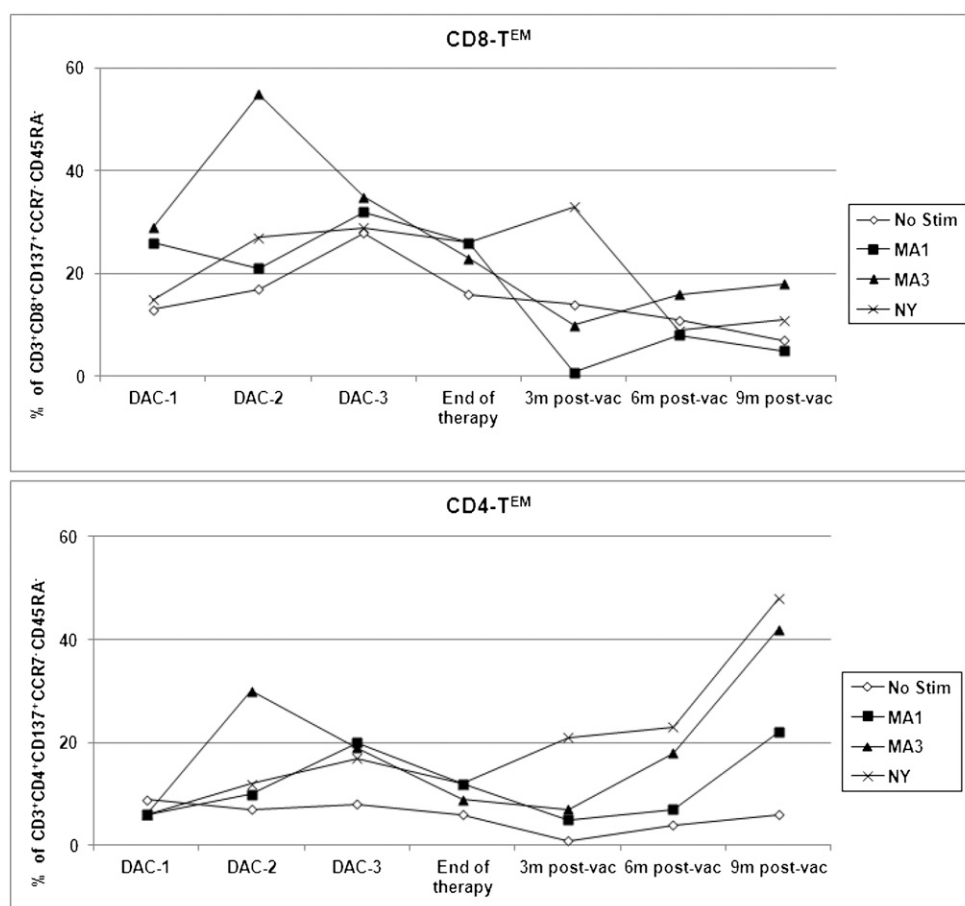 CD8-Tᴱᴹ
% of CD3⁺CD8⁺CD137⁺CCR7⁻CD45RA⁻
60
40
20
0
DAC-1 DAC-2 DAC-3 End of therapy 3m post-vac 6m post-vac 9m post-vac
No Stim
MA1
MA3
NY
CD4-Tᴱᴹ
% of CD3⁺CD4⁺CD137⁺CCR7⁻CD45RA⁻
60
40
20
0
DAC-1 DAC-2 DAC-3 End of therapy 3m post-vac 6m post-vac 9m post-vac
No Stim
MA1
MA3
NY